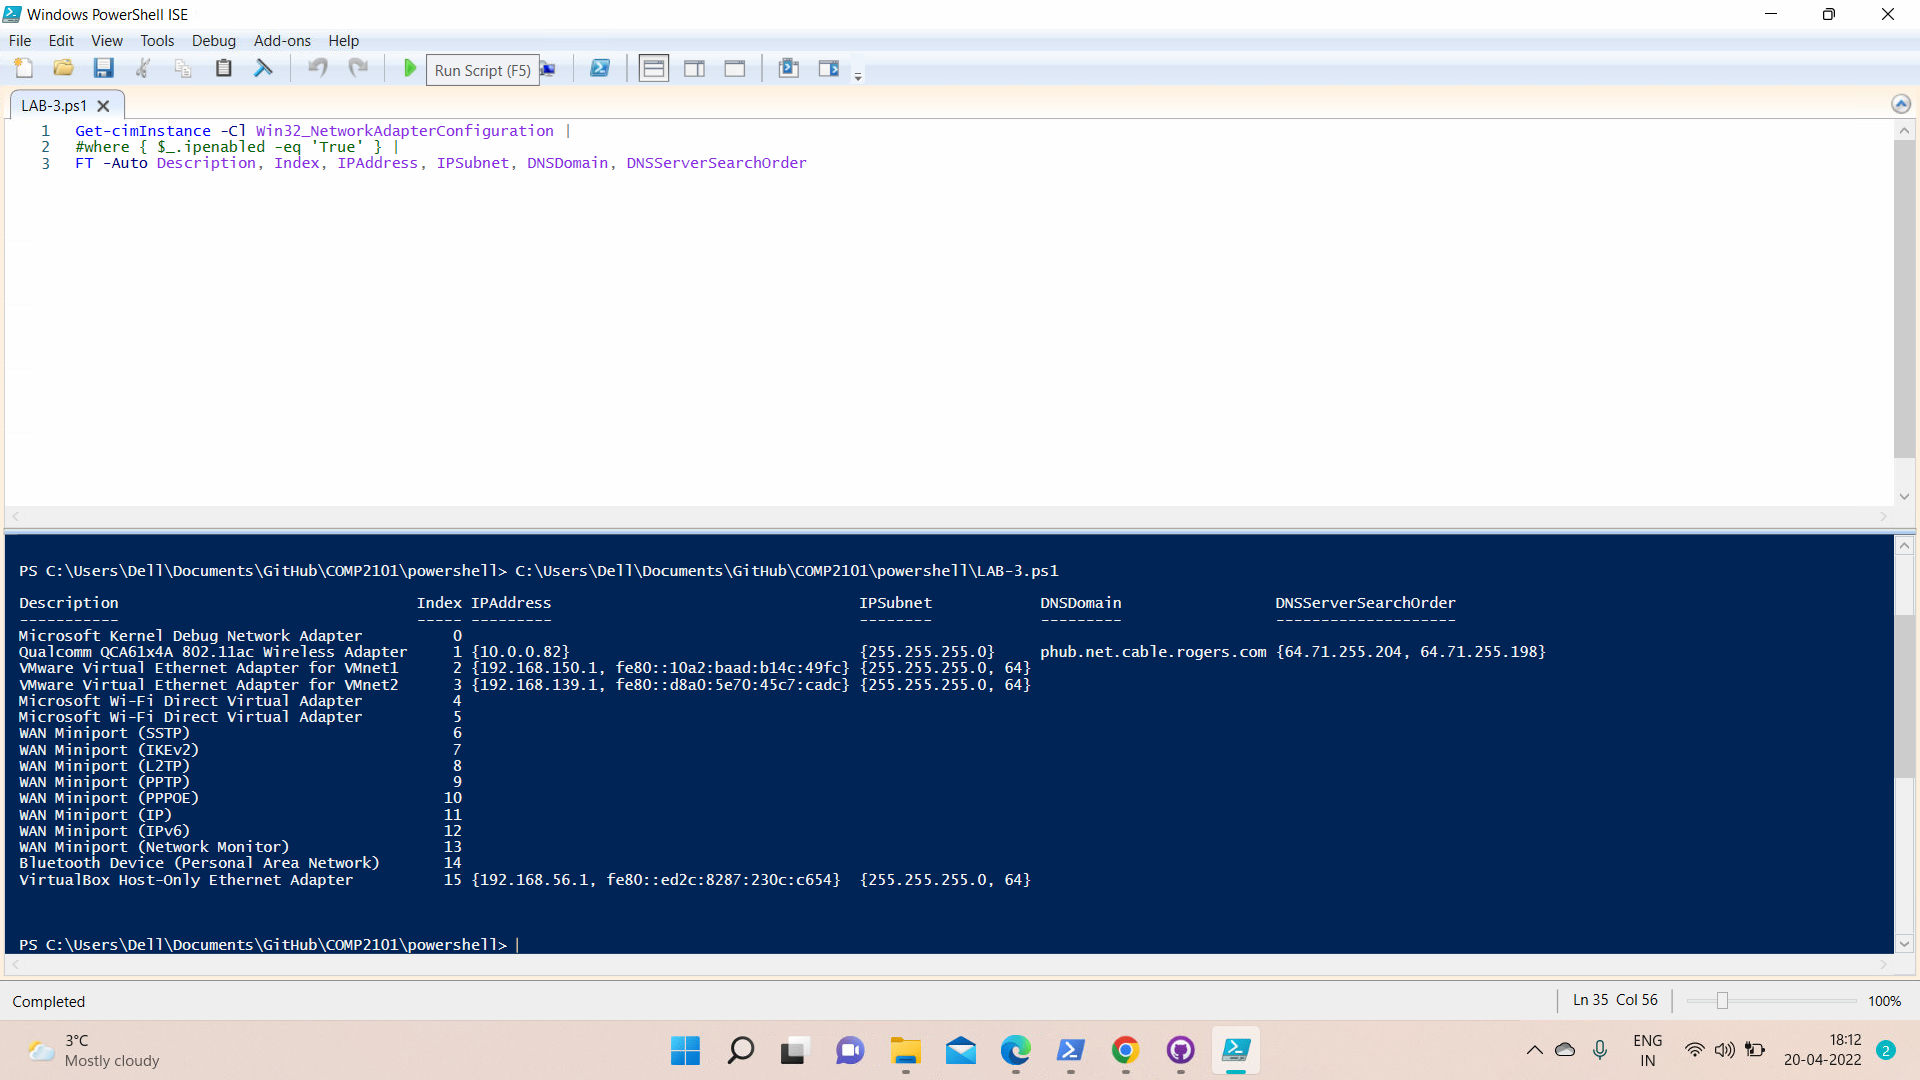 Windows PowerShell ISE
File Edit View Tools Debug Add-ons Help
Run Script (F5)
LAB-3.ps1
1 Get-cimInstance -Cl Win32_NetworkAdapterConfiguration |
2 #where { $_.ipenabled -eq 'True' } |
3 FT -Auto Description, Index, IPAddress, IPSubnet, DNSDomain, DNSServerSearchOrder
PS C:\Users\Dell\Documents\GitHub\COMP2101\powershell> C:\Users\Dell\Documents\GitHub\COMP2101\powershell\LAB-3.ps1
Description Index IPAddress IPSubnet DNSDomain DNSServerSearchOrder
----------- ----- --------- -------- --------- --------------------
Microsoft Kernel Debug Network Adapter 0
Qualcomm QCA61x4A 802.11ac Wireless Adapter 1 {10.0.0.82} {255.255.255.0} phub.net.cable.rogers.com {64.71.255.204, 64.71.255.198}
VMware Virtual Ethernet Adapter for VMnet1 2 {192.168.150.1, fe80::10a2:baad:b14c:49fc} {255.255.255.0, 64}
VMware Virtual Ethernet Adapter for VMnet2 3 {192.168.139.1, fe80::d8a0:5e70:45c7:cadc} {255.255.255.0, 64}
Microsoft Wi-Fi Direct Virtual Adapter 4
Microsoft Wi-Fi Direct Virtual Adapter 5
WAN Miniport (SSTP) 6
WAN Miniport (IKEv2) 7
WAN Miniport (L2TP) 8
WAN Miniport (PPTP) 9
WAN Miniport (PPPOE) 10
WAN Miniport (IP) 11
WAN Miniport (IPv6) 12
WAN Miniport (Network Monitor) 13
Bluetooth Device (Personal Area Network) 14
VirtualBox Host-Only Ethernet Adapter 15 {192.168.56.1, fe80::ed2c:8287:230c:c654} {255.255.255.0, 64}
PS C:\Users\Dell\Documents\GitHub\COMP2101\powershell>
Completed Ln 35 Col 56 100%
3°C
Mostly cloudy
ENG
IN
18:12
20-04-2022
2